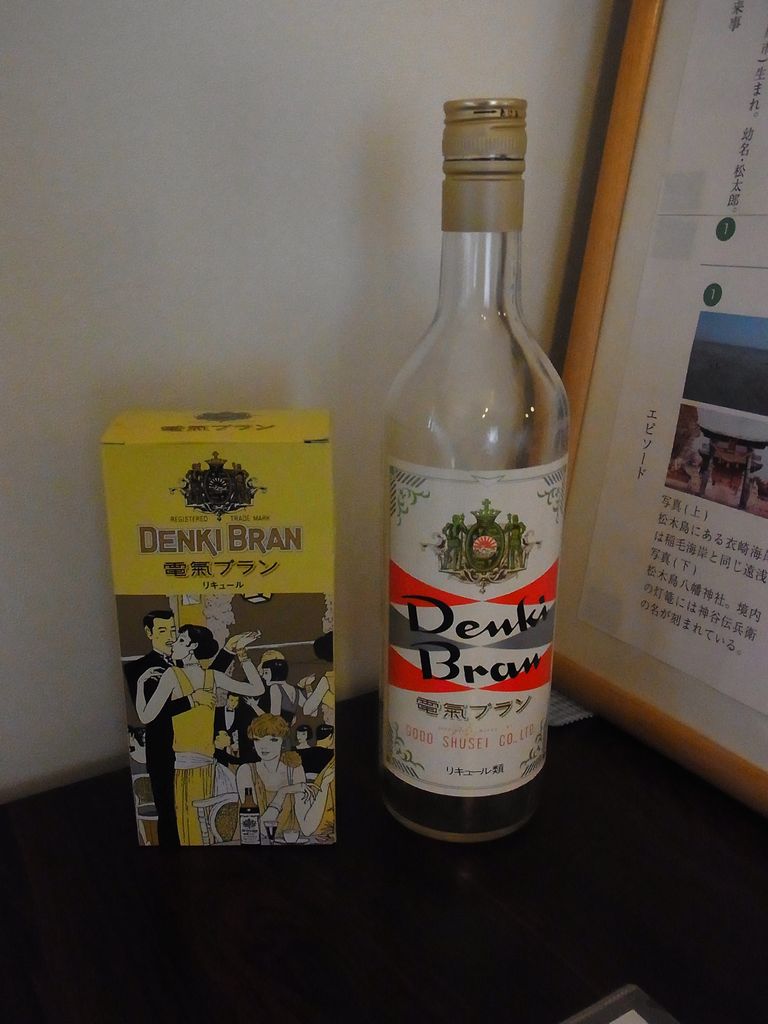 電氣ブラン
REGISTERED TRADE MARK
DENKI BRAN
電氣ブラン
リキュール
Denki
Bran
電氣ブラン
GODO SHUSEI CO., LTD.
リキュール類
来事
市)生まれ。幼名・松太郎。
1
1
エピソード
写真(上)
松木島にある衣崎海岸
は稲毛海岸と同じ遠浅
写真(下)
松木島八幡神社。境内
の灯篭には神谷伝兵衛
の名が刻まれている。